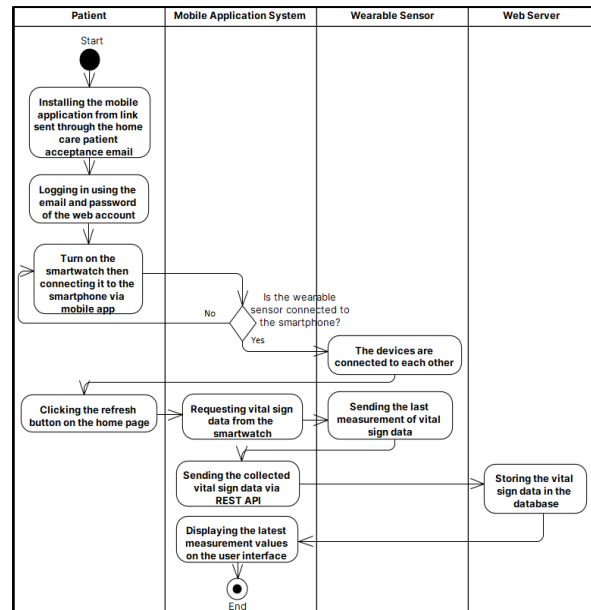 Patient
Mobile Application System
Wearable Sensor
Web Server
Start
Installing the mobile
application from link
sent through the home
care patient
acceptance email
Logging in using the
email and password
of the web account
Turn on the
smartwatch then
connecting it to the
smartphone via
mobile app
Is the wearable
sensor connected to
the smartphone?
No
Yes
The devices are
connected to each other
Clicking the refresh
button on the home page
Requesting vital sign
data from the
smartwatch
Sending the last
measurement of vital
sign data
Sending the collected
vital sign data via
REST API
Storing the vital
sign data in the
database
Displaying the latest
measurement values
on the user interface
End